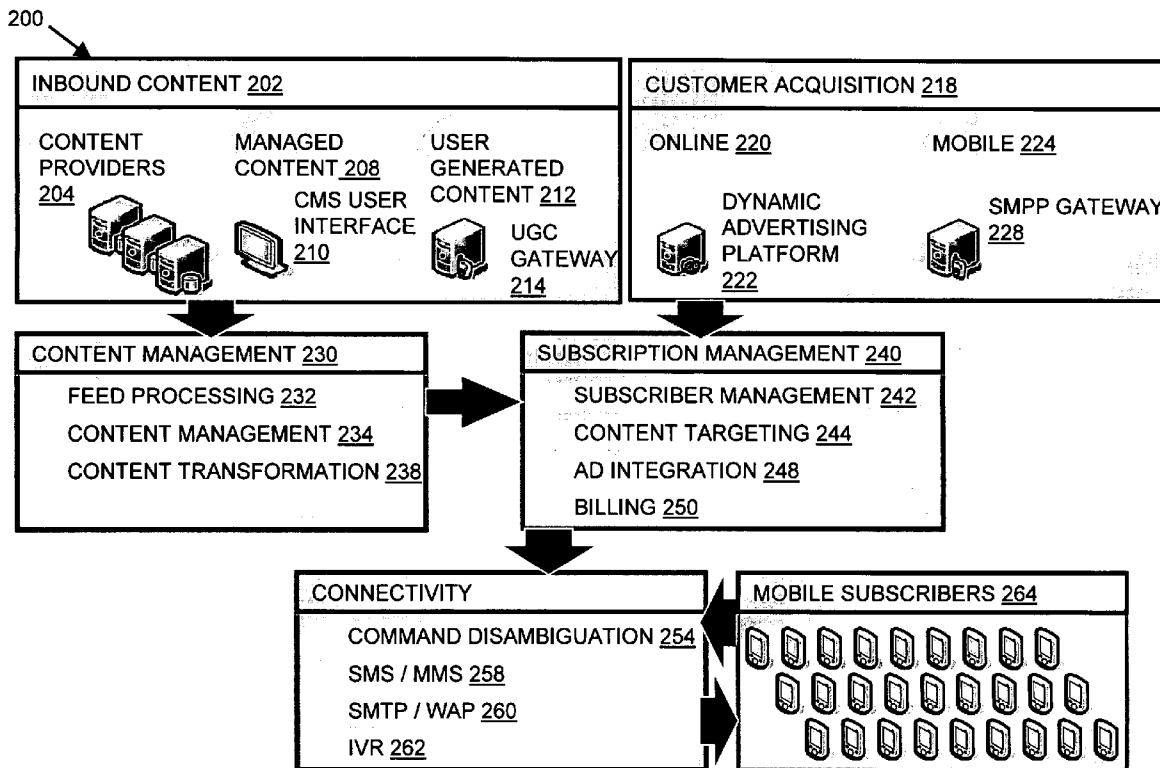 200
INBOUND CONTENT 202
CONTENT
PROVIDERS
204
MANAGED
CONTENT 208
CMS USER
INTERFACE
210
USER
GENERATED
CONTENT 212
UGC
GATEWAY
214
CUSTOMER ACQUISITION 218
ONLINE 220
DYNAMIC
ADVERTISING
PLATFORM
222
MOBILE 224
SMPP GATEWAY
228
CONTENT MANAGEMENT 230
FEED PROCESSING 232
CONTENT MANAGEMENT 234
CONTENT TRANSFORMATION 238
SUBSCRIPTION MANAGEMENT 240
SUBSCRIBER MANAGEMENT 242
CONTENT TARGETING 244
AD INTEGRATION 248
BILLING 250
CONNECTIVITY
COMMAND DISAMBIGUATION 254
SMS / MMS 258
SMTP / WAP 260
IVR 262
MOBILE SUBSCRIBERS 264